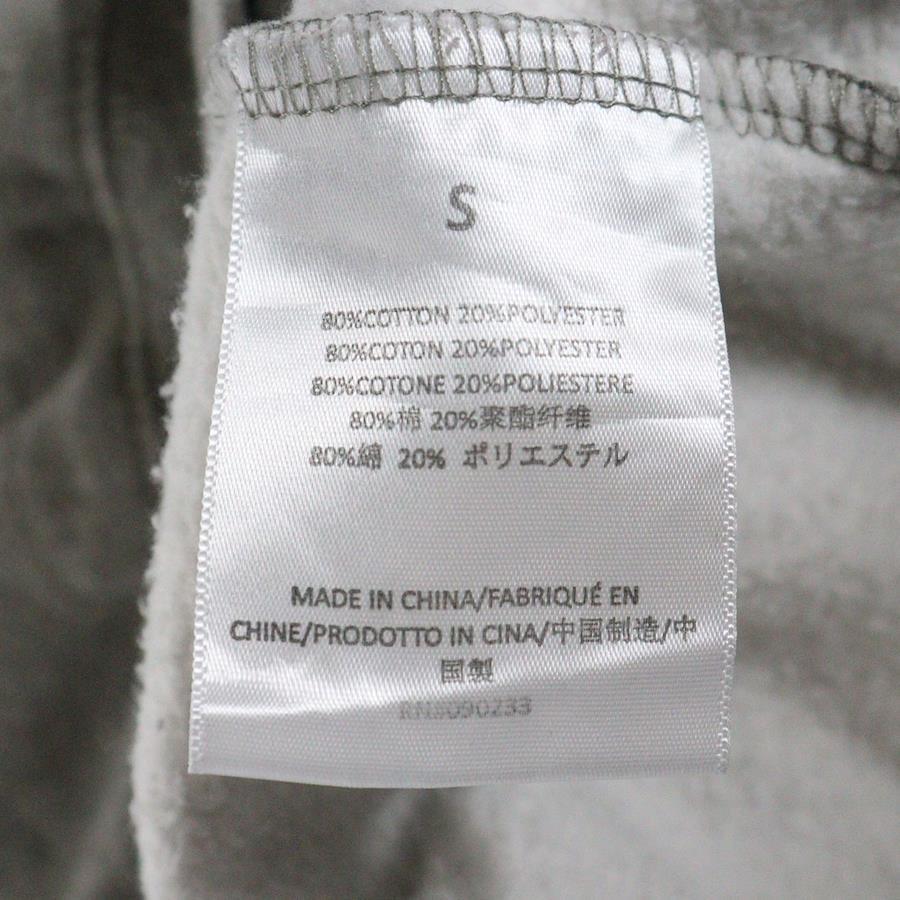 S
80%COTTON 20%POLYESTER
80%COTON 20%POLYESTER
80%COTONE 20%POLIESTERE
80%棉 20%聚酯纤维
80%綿 20% ポリエステル
MADE IN CHINA/FABRIQUÉ EN
CHINE/PRODOTTO IN CINA/中国制造/中
国製
RN#090233